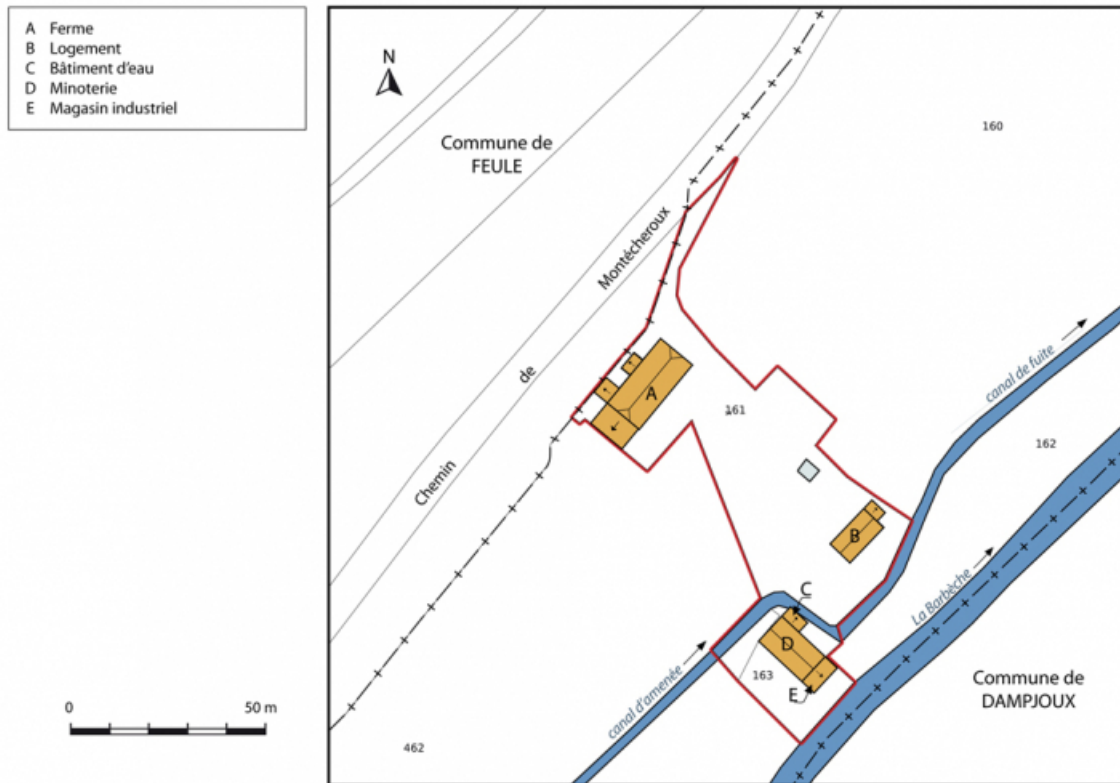 A Ferme
B Logement
C Bâtiment d'eau
D Minoterie
E Magasin industriel
N
Commune de
FEULE
160
Montécheroux
de
Chemin
A
161
canal de fuite
162
B
C
La Barbèche
D
163
E
canal d'amenée
Commune de
DAMPJOUX
462
0 50 m